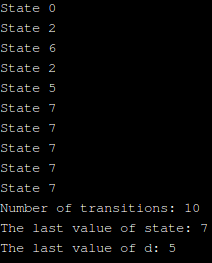 State 0
State 2
State 6
State 2
State 5
State 7
State 7
State 7
State 7
State 7
Number of transitions: 10
The last value of state: 7
The last value of d: 5